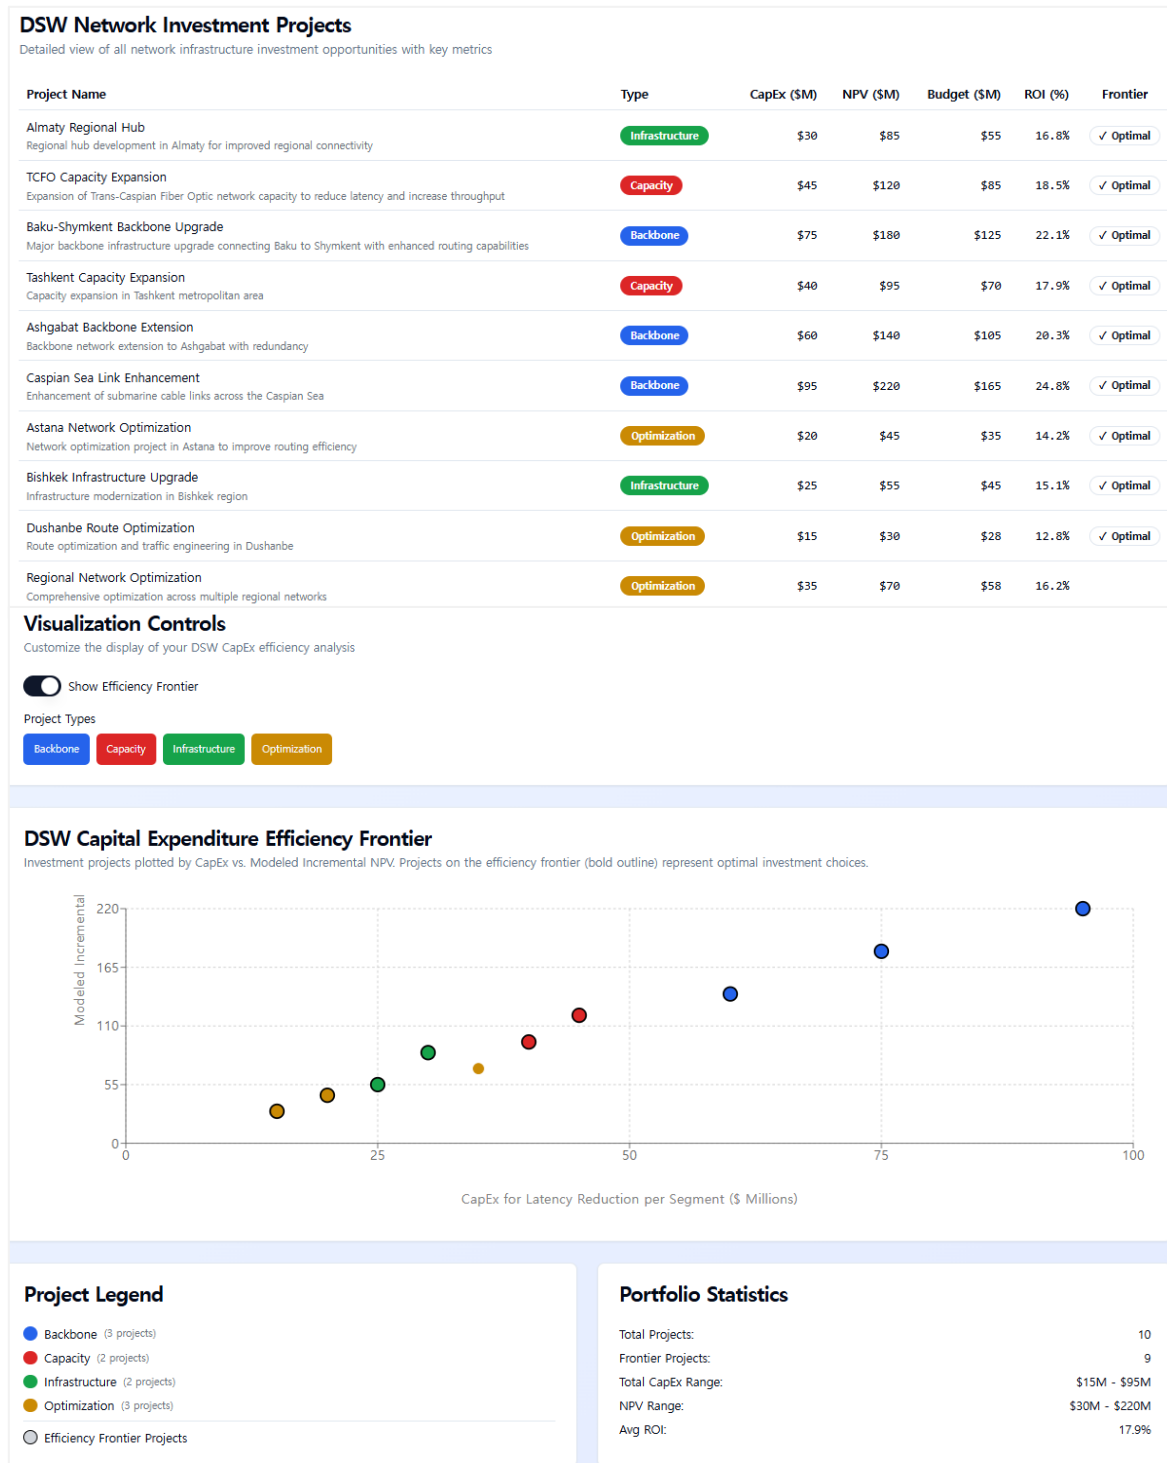 DSW Network Investment Projects
Detailed view of all network infrastructure investment opportunities with key metrics
Project Name Type CapEx ($M) NPV ($M) Budget ($M) ROI (%) Frontier
Almaty Regional Hub
Regional hub development in Almaty for improved regional connectivity
Infrastructure $30 $85 $55 16.8% ✓ Optimal
TCFO Capacity Expansion
Expansion of Trans-Caspian Fiber Optic network capacity to reduce latency and increase throughput
Capacity $45 $120 $85 18.5% ✓ Optimal
Baku-Shymkent Backbone Upgrade
Major backbone infrastructure upgrade connecting Baku to Shymkent with enhanced routing capabilities
Backbone $75 $180 $125 22.1% ✓ Optimal
Tashkent Capacity Expansion
Capacity expansion in Tashkent metropolitan area
Capacity $40 $95 $70 17.9% ✓ Optimal
Ashgabat Backbone Extension
Backbone network extension to Ashgabat with redundancy
Backbone $60 $140 $105 20.3% ✓ Optimal
Caspian Sea Link Enhancement
Enhancement of submarine cable links across the Caspian Sea
Backbone $95 $220 $165 24.8% ✓ Optimal
Astana Network Optimization
Network optimization project in Astana to improve routing efficiency
Optimization $20 $45 $35 14.2% ✓ Optimal
Bishkek Infrastructure Upgrade
Infrastructure modernization in Bishkek region
Infrastructure $25 $55 $45 15.1% ✓ Optimal
Dushanbe Route Optimization
Route optimization and traffic engineering in Dushanbe
Optimization $15 $30 $28 12.8% ✓ Optimal
Regional Network Optimization
Comprehensive optimization across multiple regional networks
Optimization $35 $70 $58 16.2%
Visualization Controls
Customize the display of your DSW CapEx efficiency analysis
Show Efficiency Frontier
Project Types
Backbone Capacity Infrastructure Optimization
DSW Capital Expenditure Efficiency Frontier
Investment projects plotted by CapEx vs. Modeled Incremental NPV. Projects on the efficiency frontier (bold outline) represent optimal investment choices.
Modeled Incremental
220
165
110
55
0
0 25 50 75 100
CapEx for Latency Reduction per Segment ($ Millions)
Project Legend
Backbone (3 projects)
Capacity (2 projects)
Infrastructure (2 projects)
Optimization (3 projects)
Efficiency Frontier Projects
Portfolio Statistics
Total Projects: 10
Frontier Projects: 9
Total CapEx Range: $15M - $95M
NPV Range: $30M - $220M
Avg ROI: 17.9%